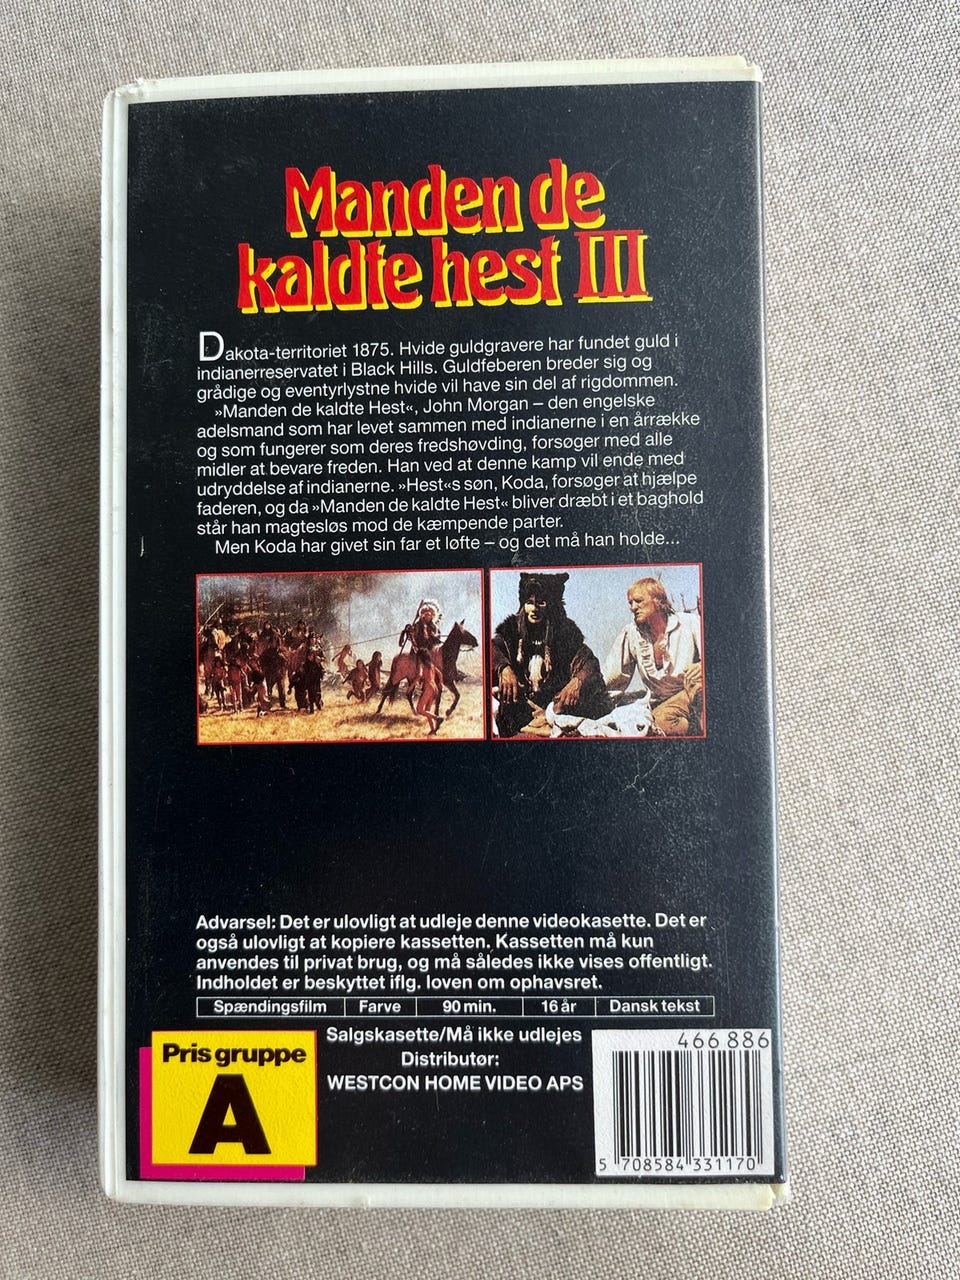 Manden de
kaldte hest III
Dakota-territoriet 1875. Hvide guldgravere har fundet guld i
indianerreservatet i Black Hills. Guldfeberen breder sig og
grådige og eventyrlystne hvide vil have sin del af rigdommen.
»Manden de kaldte Hest«, John Morgan – den engelske
adelsmand som har levet sammen med indianerne i en årrække
og som fungerer som deres fredshøvding, forsøger med alle
midler at bevare freden. Han ved at denne kamp vil ende med
udryddelse af indianerne. »Hest«s søn, Koda, forsøger at hjælpe
faderen, og da »Manden de kaldte Hest« bliver dræbt i et baghold
står han magtesløs mod de kæmpende parter.
Men Koda har givet sin far et løfte – og det må han holde...
Advarsel: Det er ulovligt at udleje denne videokasette. Det er
også ulovligt at kopiere kassetten. Kassetten må kun
anvendes til privat brug, og må således ikke vises offentligt.
Indholdet er beskyttet iflg. loven om ophavsret.
Spændingsfilm Farve 90 min. 16 år Dansk tekst
Pris gruppe
A
Salgskasette/Må ikke udlejes
Distributør:
WESTCON HOME VIDEO APS
466 886
5 708584 331170